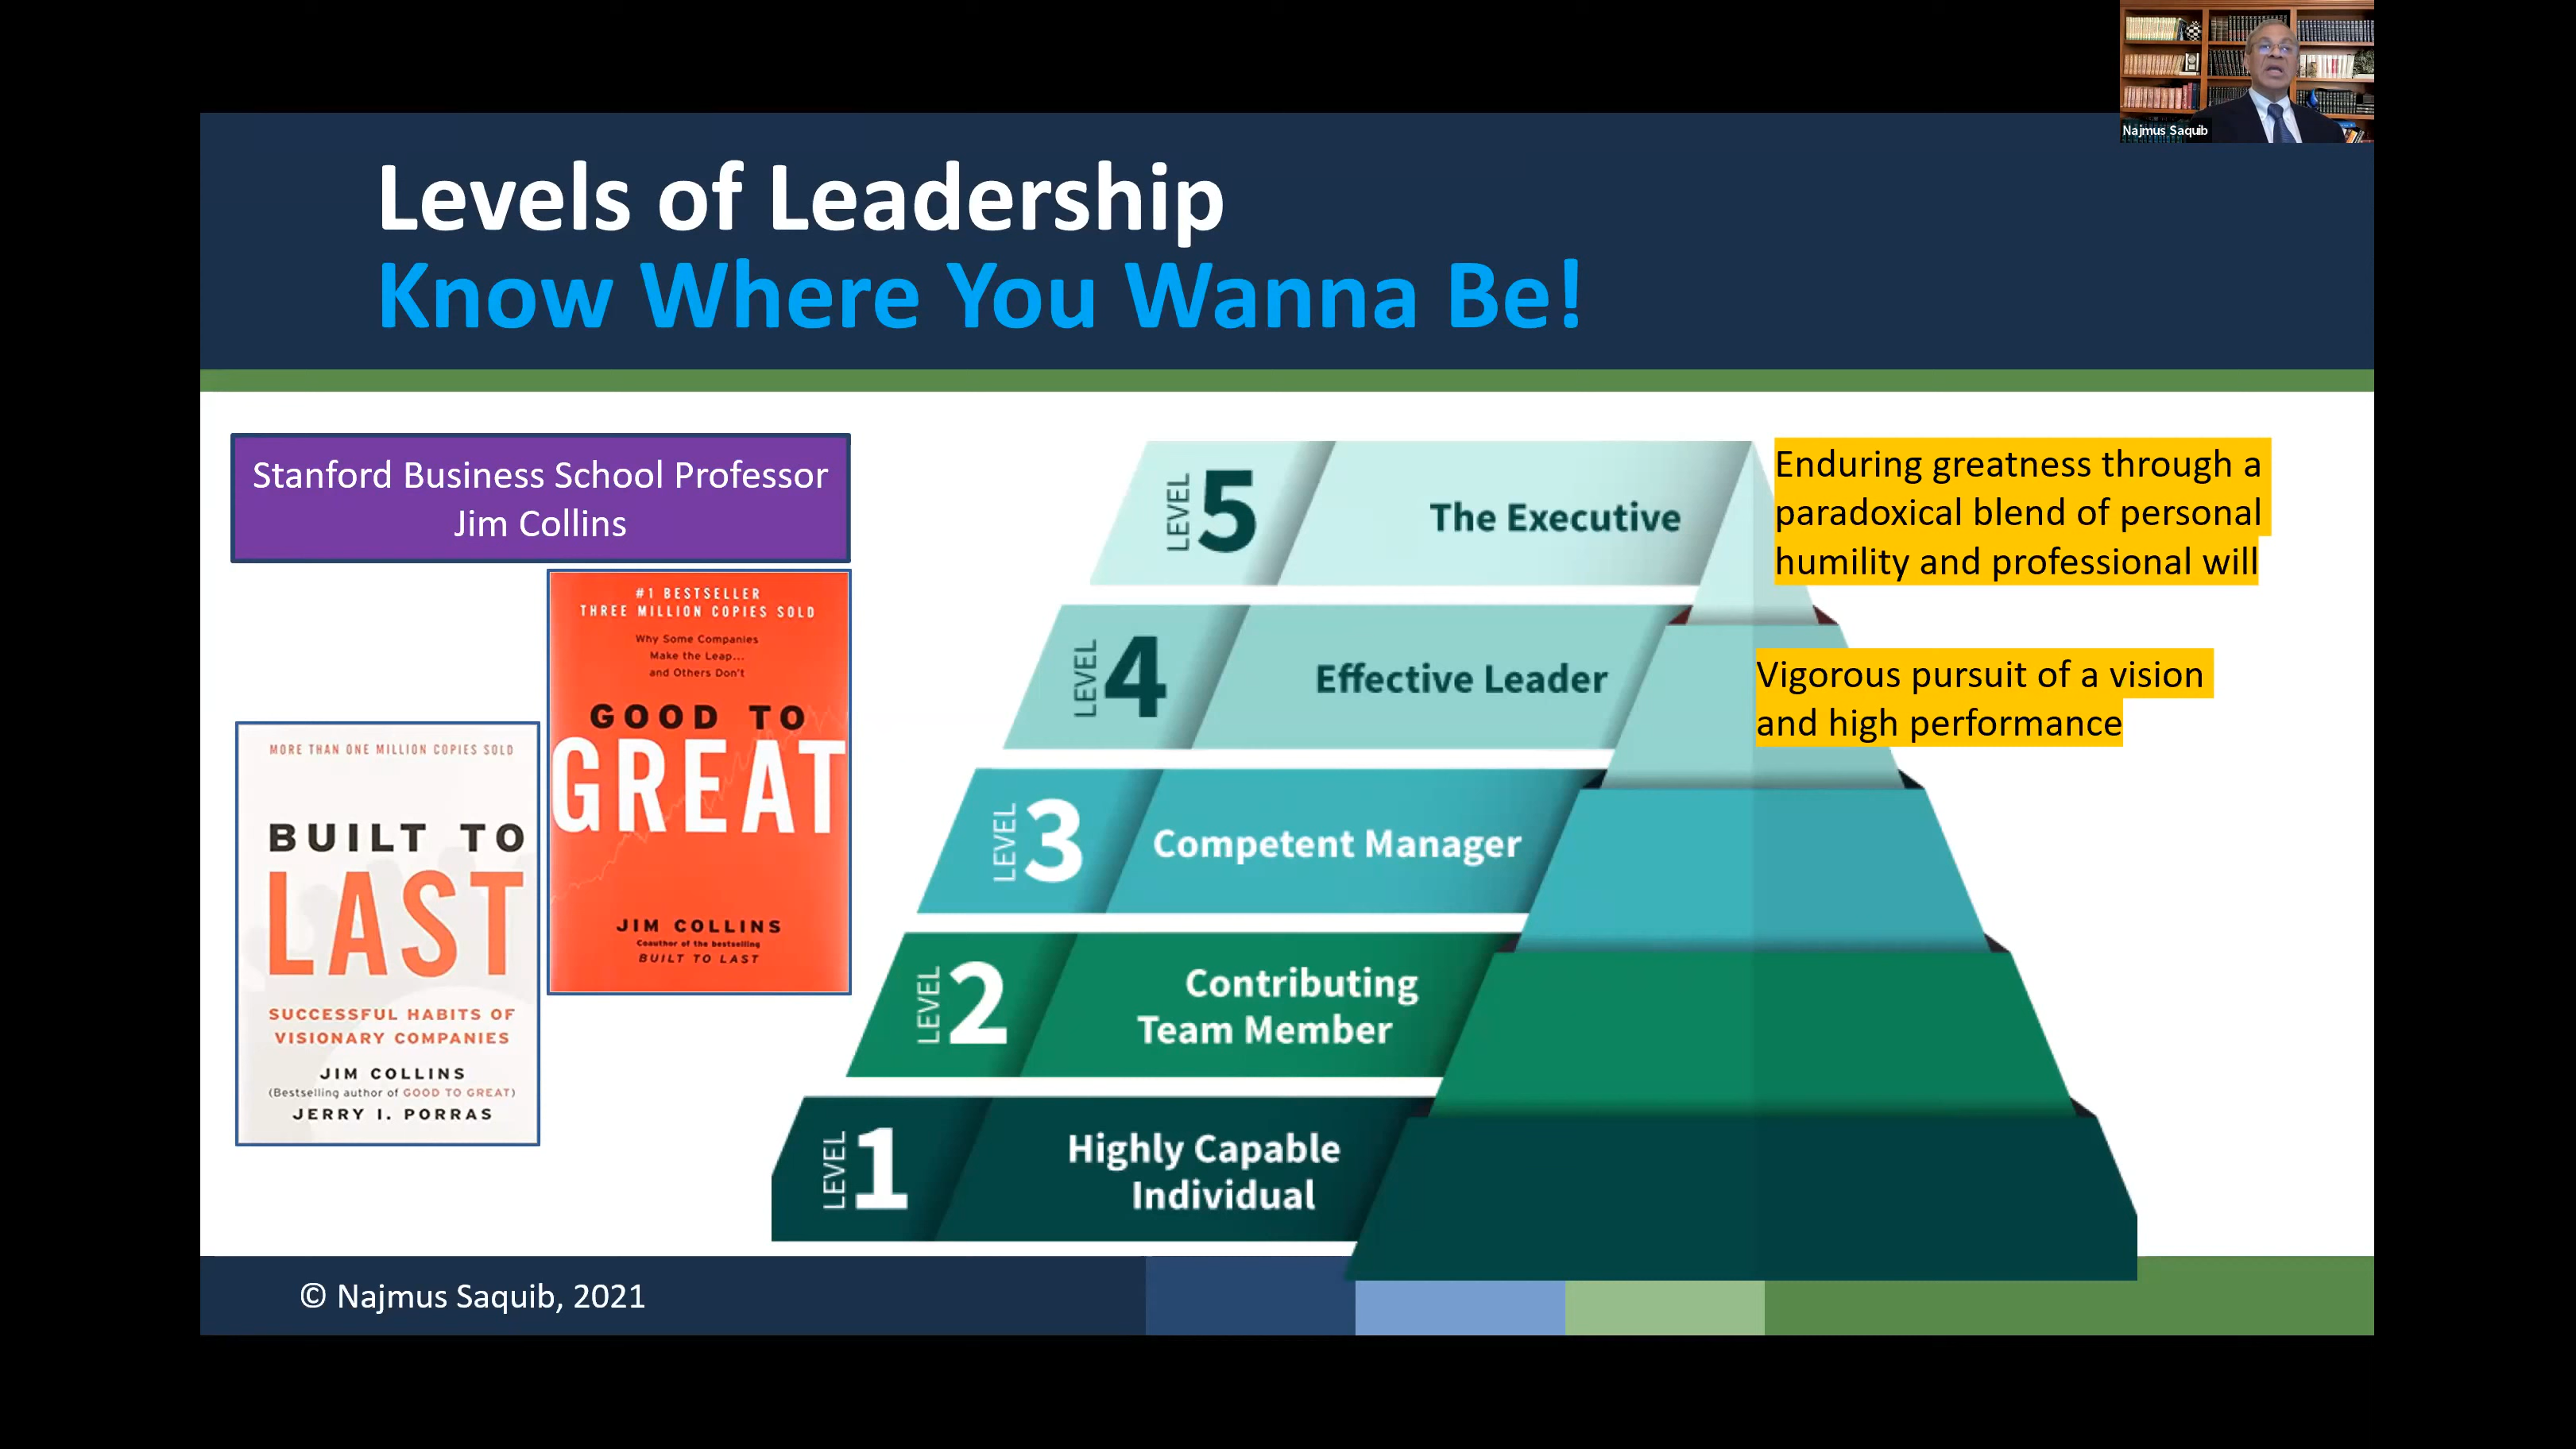 Najmus Saquib
Levels of Leadership
Know Where You Wanna Be!
Stanford Business School Professor
Jim Collins
#1 BESTSELLER
THREE MILLION COPIES SOLD
Why Some Companies
Make the Leap...
and Others Don't
GOOD TO
GREAT
JIM COLLINS
Coauthor of the bestselling
BUILT TO LAST
MORE THAN ONE MILLION COPIES SOLD
BUILT TO
LAST
SUCCESSFUL HABITS OF
VISIONARY COMPANIES
JIM COLLINS
(Bestselling author of GOOD TO GREAT)
JERRY I. PORRAS
LEVEL 5
The Executive
Enduring greatness through a
paradoxical blend of personal
humility and professional will
LEVEL 4
Effective Leader
Vigorous pursuit of a vision
and high performance
LEVEL 3
Competent Manager
LEVEL 2
Contributing
Team Member
LEVEL 1
Highly Capable
Individual
© Najmus Saquib, 2021